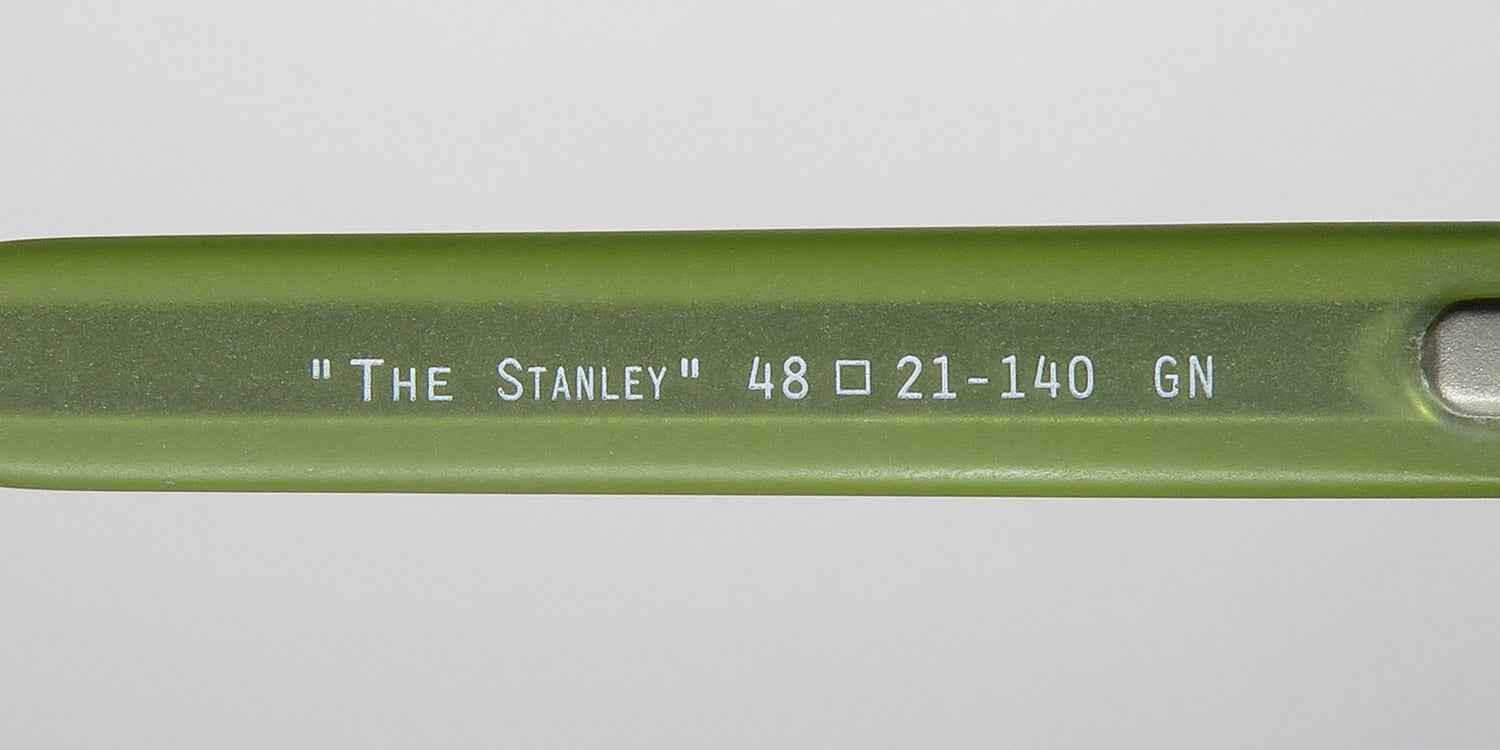 "The Stanley" 48 □ 21-140 GN